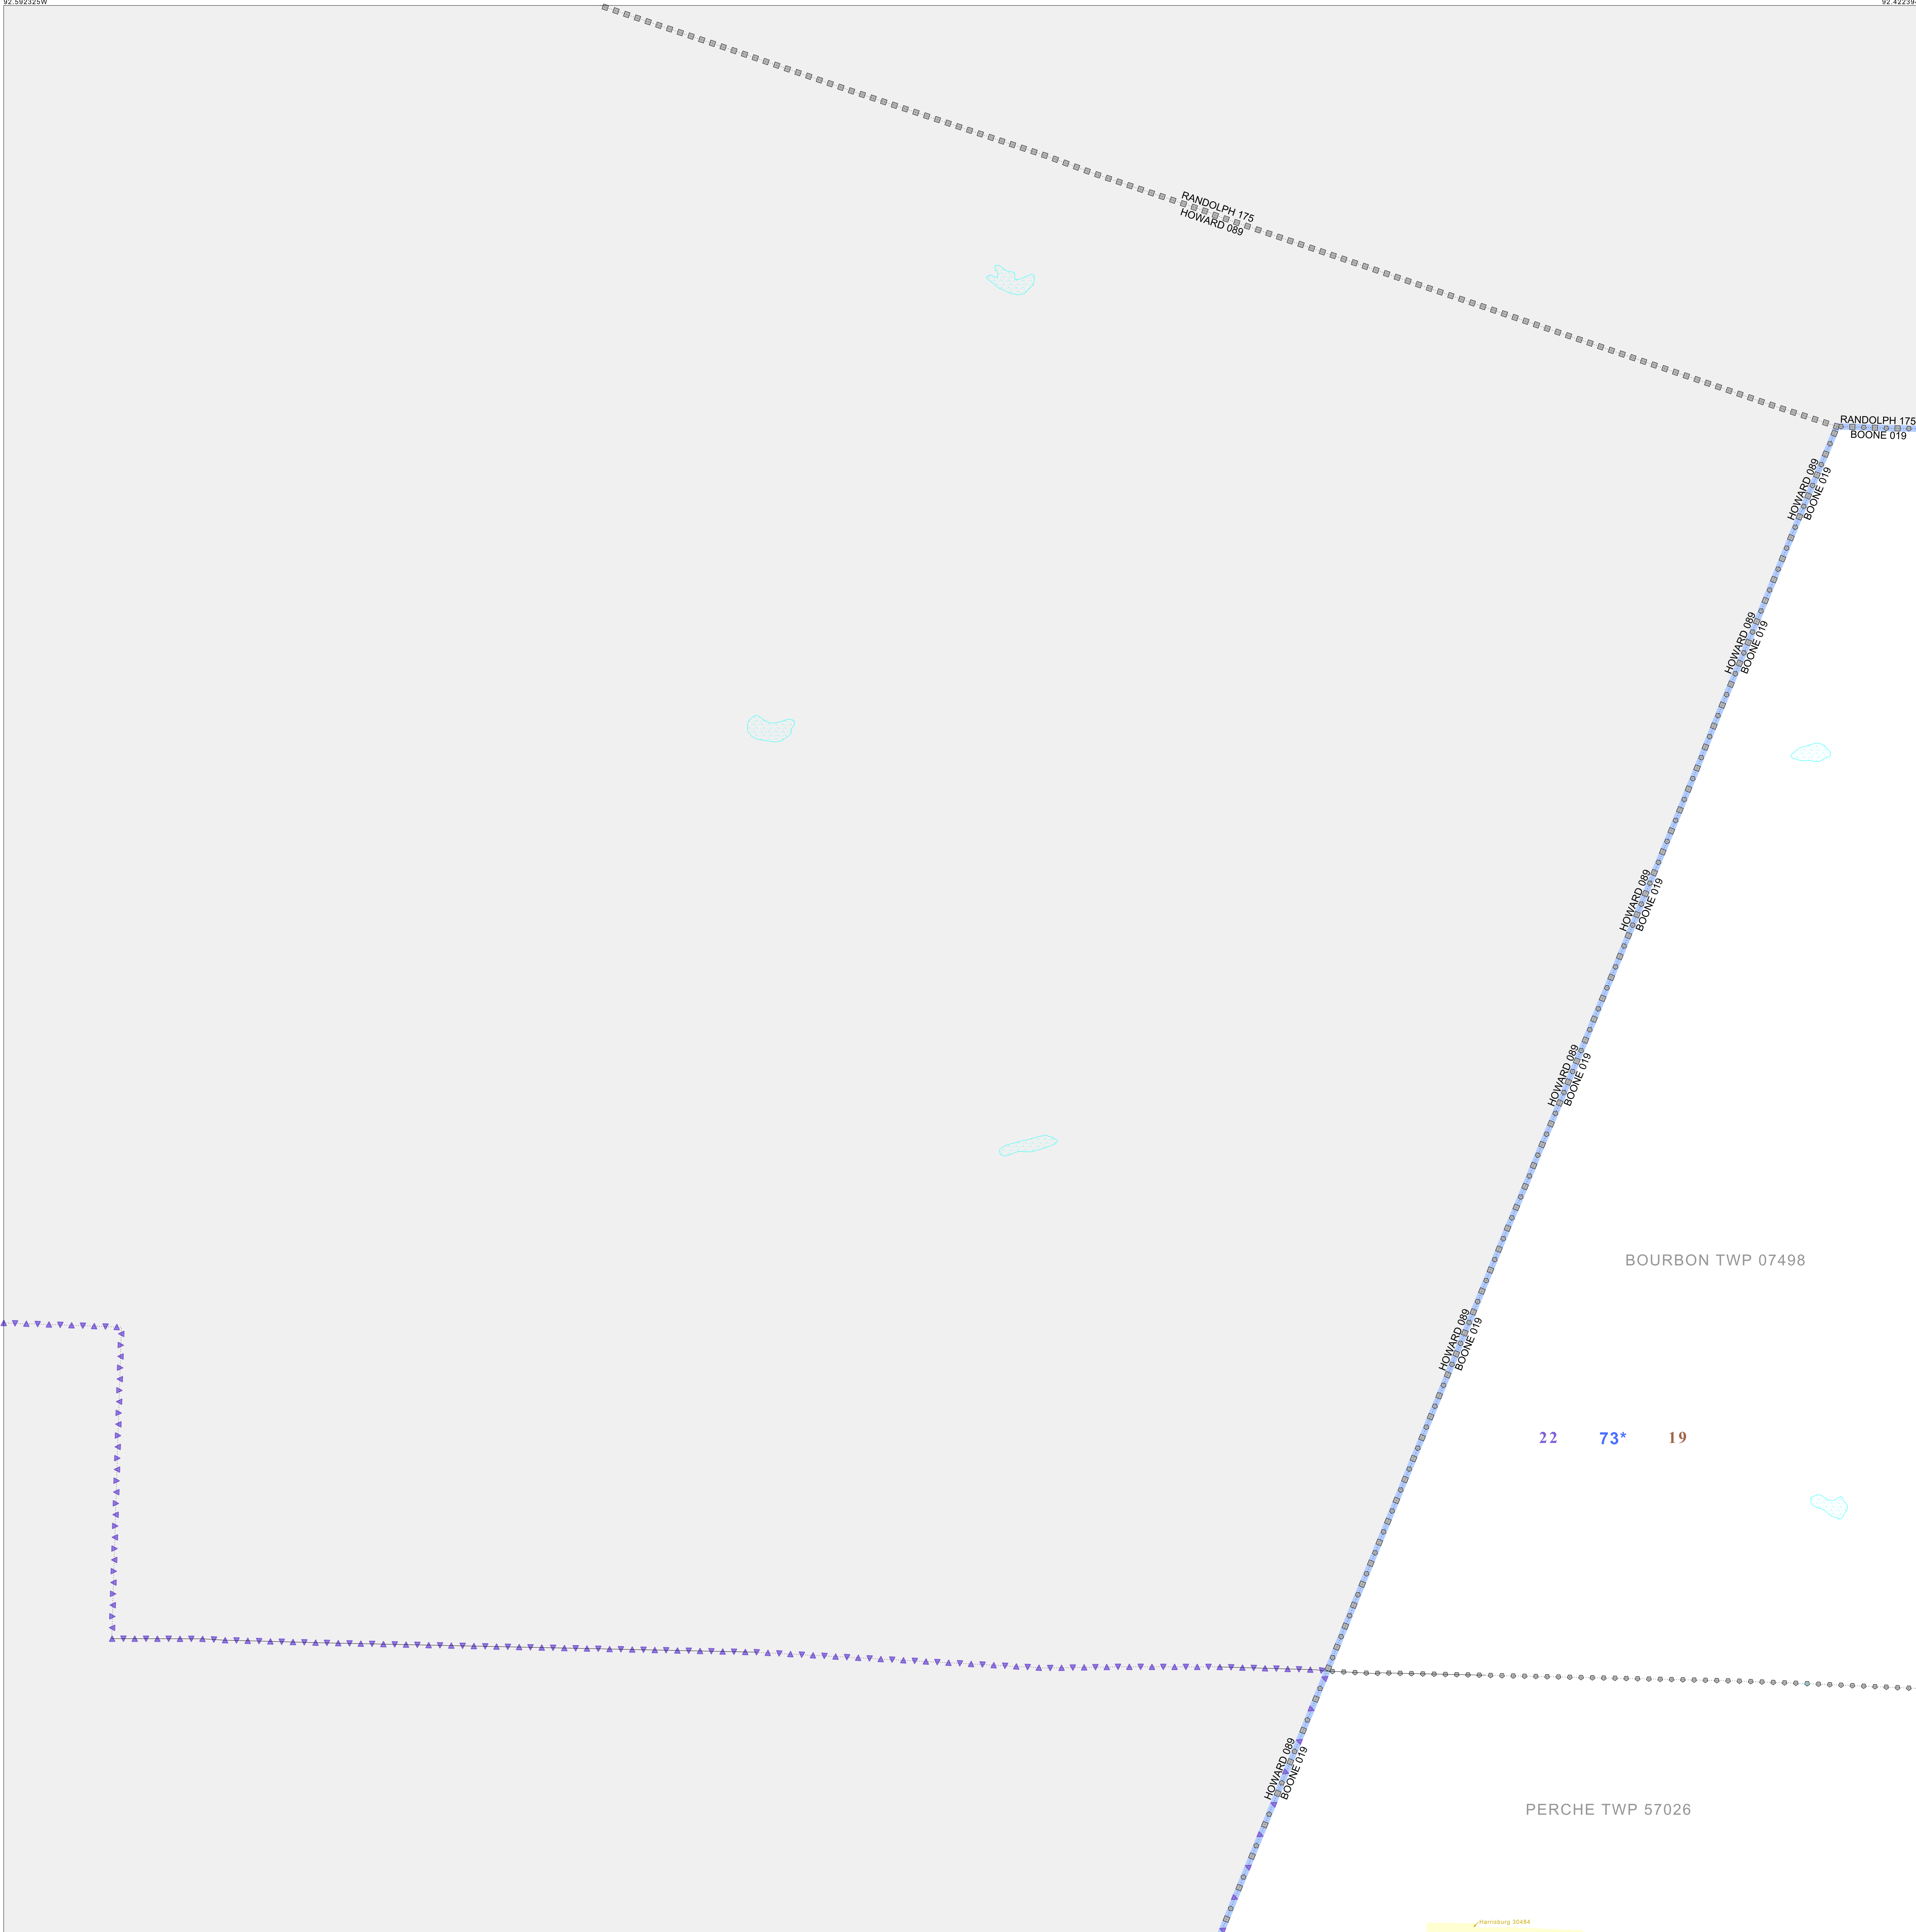 92.592325W
92.422394
RANDOLPH 175
HOWARD 089
RANDOLPH 175
BOONE 019
HOWARD 089
BOONE 019
HOWARD 089
BOONE 019
HOWARD 089
BOONE 019
HOWARD 089
BOONE 019
BOURBON TWP 07498
HOWARD 089
BOONE 019
22 73* 19
HOWARD 089
BOONE 019
PERCHE TWP 57026
Harrisburg 30494